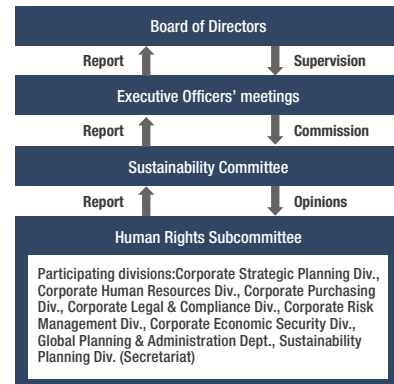 Board of Directors
Report Supervision
Executive Officers' meetings
Report Commission
Sustainability Committee
Report Opinions
Human Rights Subcommittee
Participating divisions:Corporate Strategic Planning Div.,
Corporate Human Resources Div., Corporate Purchasing
Div., Corporate Legal & Compliance Div., Corporate Risk
Management Div., Corporate Economic Security Div.,
Global Planning & Administration Dept., Sustainability
Planning Div. (Secretariat)